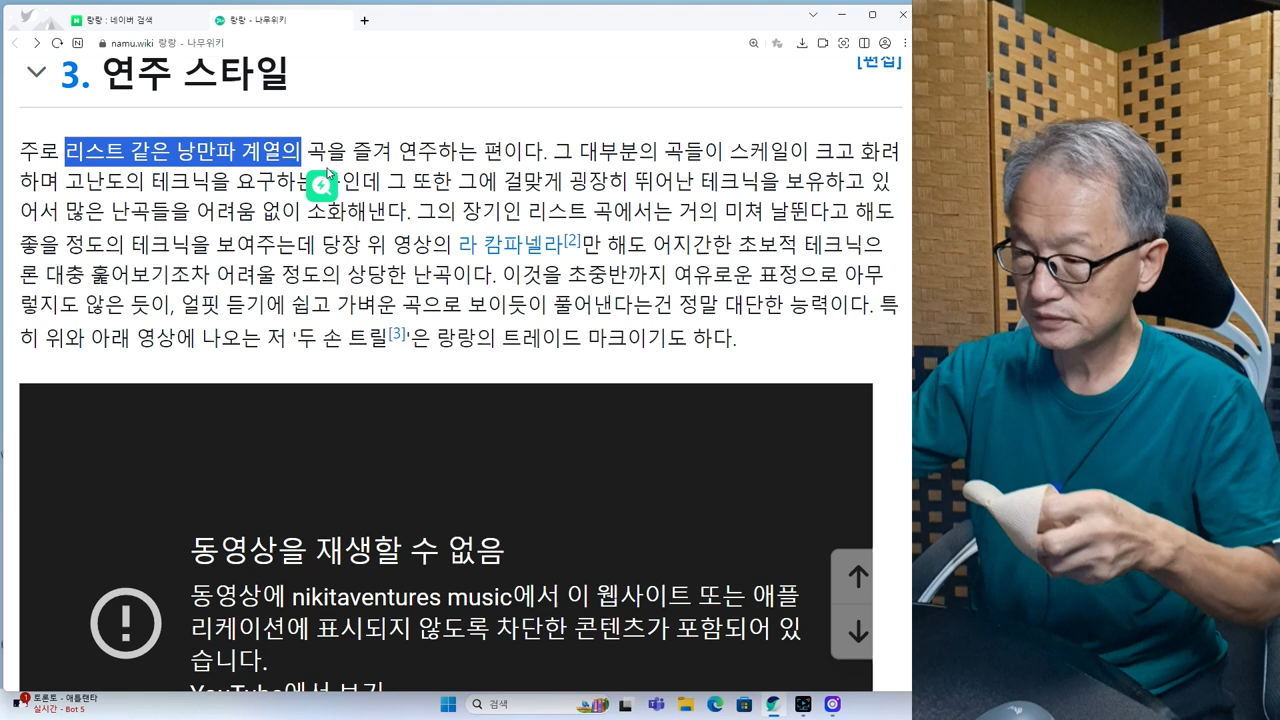 랑랑 : 네이버 검색
랑랑 - 나무위키
namu.wiki 랑랑 - 나무위키
3. 연주 스타일
[편집]
주로 리스트 같은 낭만파 계열의 곡을 즐겨 연주하는 편이다. 그 대부분의 곡들이 스케일이 크고 화려
하며 고난도의 테크닉을 요구하는 인데 그 또한 그에 걸맞게 굉장히 뛰어난 테크닉을 보유하고 있
어서 많은 난곡들을 어려움 없이 소화해낸다. 그의 장기인 리스트 곡에서는 거의 미쳐 날뛴다고 해도
좋을 정도의 테크닉을 보여주는데 당장 위 영상의 라 캄파넬라[2]만 해도 어지간한 초보적 테크닉으
론 대충 훑어보기조차 어려울 정도의 상당한 난곡이다. 이것을 초중반까지 여유로운 표정으로 아무
렇지도 않은 듯이, 얼핏 듣기에 쉽고 가벼운 곡으로 보이듯이 풀어낸다는건 정말 대단한 능력이다. 특
히 위와 아래 영상에 나오는 저 '두 손 트릴[3]'은 랑랑의 트레이드 마크이기도 하다.
동영상을 재생할 수 없음
동영상에 nikitaventures music에서 이 웹사이트 또는 애플
리케이션에 표시되지 않도록 차단한 콘텐츠가 포함되어 있
습니다.
YouTube에서 보기
1
토론토 - 애틀랜타
실시간 - Bot 5
검색